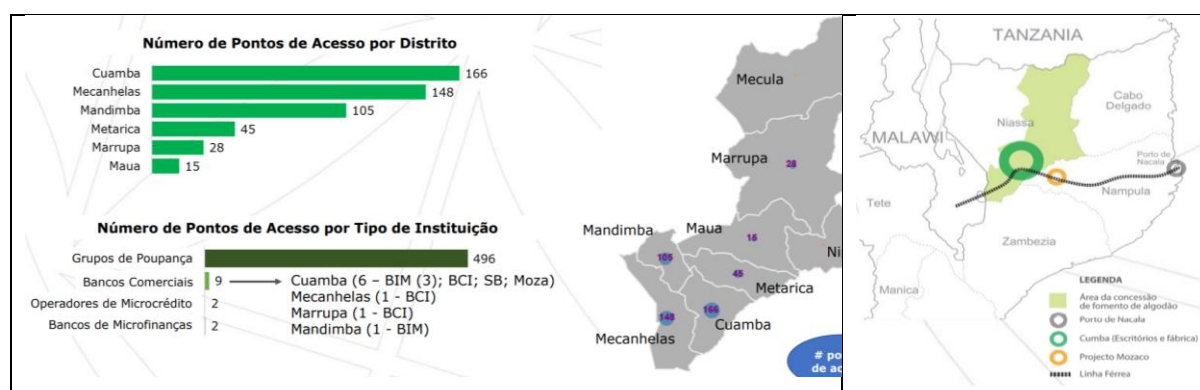 Número de Pontos de Acesso por Distrito
Cuamba 166
Mecanhelas 148
Mandimba 105
Metarica 45
Marrupa 28
Maua 15
Número de Pontos de Acesso por Tipo de Instituição
Grupos de Poupança 496
Bancos Comerciais 9
Cuamba (6 – BIM (3); BCI; SB; Moza)
Mecanhelas (1 - BCI)
Marrupa (1 - BCI)
Mandimba (1 - BIM)
Operadores de Microcrédito 2
Bancos de Microfinanças 2
Mecula
Marrupa
28
Mandimba
Maua
15
Ni
105
45
Metarica
148
166
Cuamba
Mecanhelas
# po
de ac
TANZANIA
Cabo
Delgado
Niassa
MALAWI
Porto de
Nacala
Nampula
Tete
Zambezia
Manica
LEGENDA
Área da concessão
de fomento de algodão
Porto de Nacala
Cumba (Escritórios e fábrica)
Projecto Mozaco
Linha Férrea